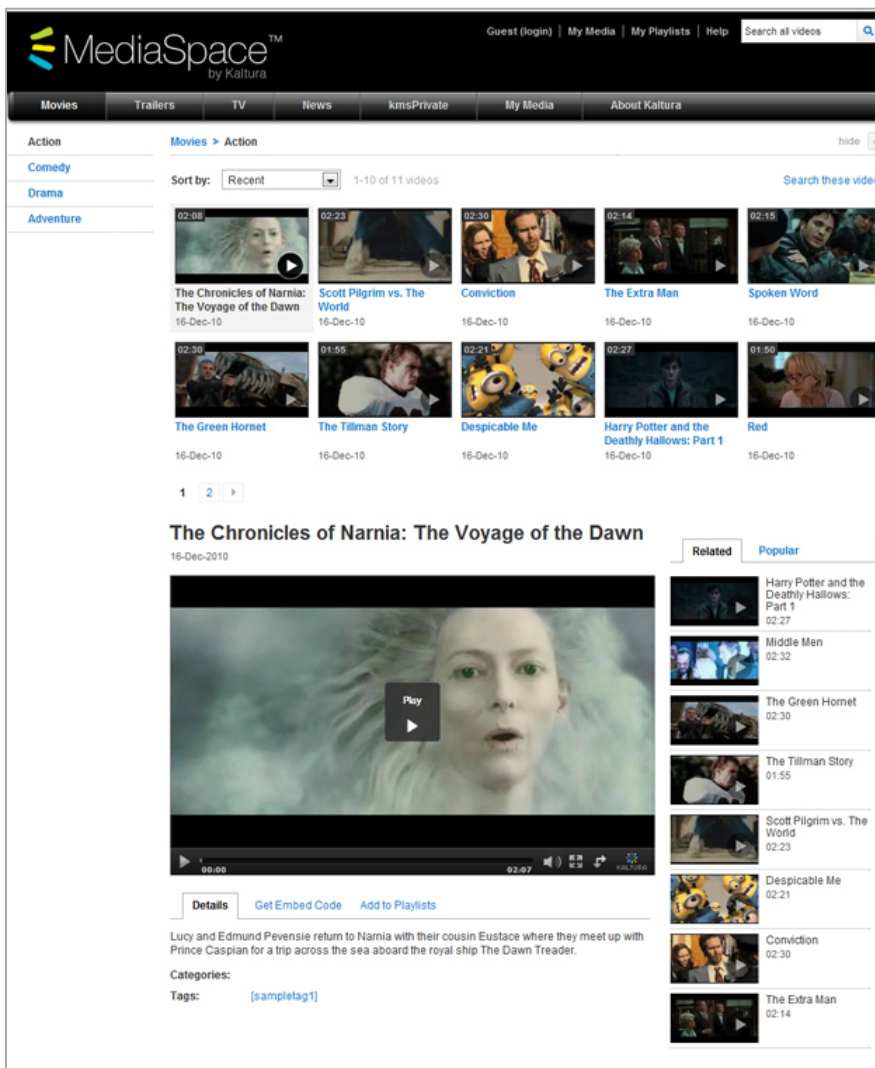 MediaSpace™
by Kaltura
Guest (login) | My Media | My Playlists | Help
Search all videos
Movies Trailers TV News kmsPrivate My Media About Kaltura
Action
Comedy
Drama
Adventure
Movies > Action
hide
Sort by: Recent 1-10 of 11 videos
Search these
02:08 02:23 02:30 02:14 02:15
The Chronicles of Narnia: The Voyage of the Dawn
16-Dec-10
Scott Pilgrim vs. The World
16-Dec-10
Conviction
16-Dec-10
The Extra Man
16-Dec-10
Spoken Word
16-Dec-10
02:30 01:55 02:21 02:27 01:50
The Green Hornet
16-Dec-10
The Tillman Story
16-Dec-10
Despicable Me
16-Dec-10
Harry Potter and the Deathly Hallows: Part 1
16-Dec-10
Red
16-Dec-10
1 2
The Chronicles of Narnia: The Voyage of the Dawn
16-Dec-2010
Play
00:00
02:07
KALTURA
Details Get Embed Code Add to Playlists
Lucy and Edmund Pevensie return to Narnia with their cousin Eustace where they meet up with
Prince Caspian for a trip across the sea aboard the royal ship The Dawn Treader.
Categories:
Tags: [sampletag1]
Related Popular
Harry Potter and the
Deathly Hallows:
Part 1
02:27
Middle Men
02:32
The Green Hornet
02:30
The Tillman Story
01:55
Scott Pilgrim vs. The
World
02:23
Despicable Me
02:21
Conviction
02:30
The Extra Man
02:14